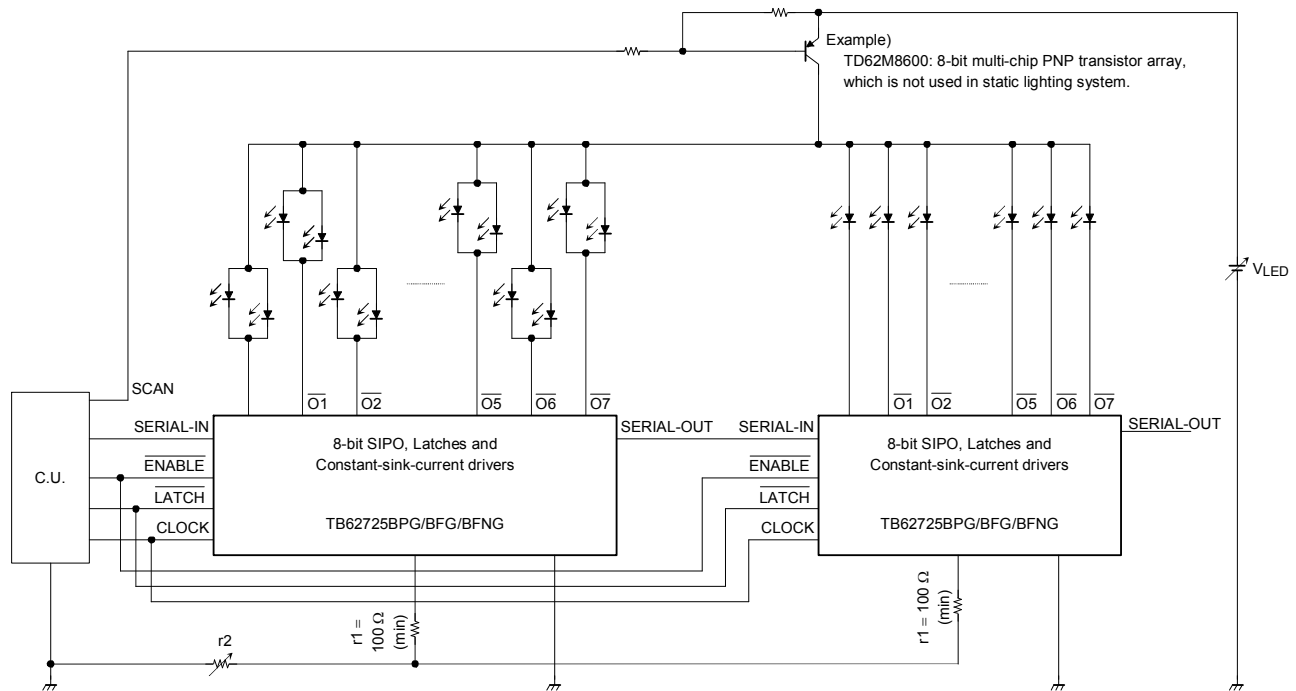 Example)
TD62M8600: 8-bit multi-chip PNP transistor array,
which is not used in static lighting system.
VLED
SCAN
O1 O2 O5 O6 O7
O1 O2 O5 O6 O7
SERIAL-IN
SERIAL-OUT
SERIAL-IN
SERIAL-OUT
C.U.
ENABLE
LATCH
CLOCK
8-bit SIPO, Latches and
Constant-sink-current drivers
TB62725BPG/BFG/BFNG
ENABLE
LATCH
CLOCK
8-bit SIPO, Latches and
Constant-sink-current drivers
TB62725BPG/BFG/BFNG
r1 =
100 Ω
(min)
r1 = 100 Ω
(min)
r2